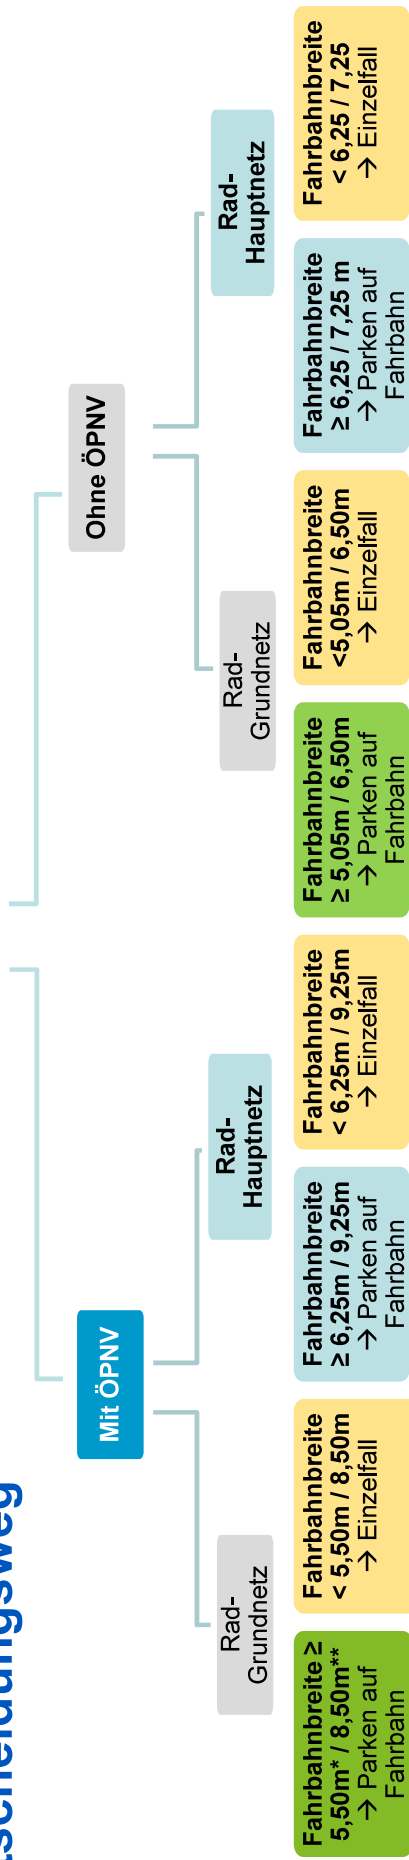 Mit ÖPNV
Ohne ÖPNV
Rad-
Grundnetz
Rad-
Hauptnetz
Rad-
Grundnetz
Rad-
Hauptnetz
Fahrbahnbreite ≥
5,50m* / 8,50m**
→ Parken auf
Fahrbahn
Fahrbahnbreite
< 5,50m / 8,50m
→ Einzelfall
Fahrbahnbreite
≥ 6,25m / 9,25m
→ Parken auf
Fahrbahn
Fahrbahnbreite
< 6,25m / 9,25m
→ Einzelfall
Fahrbahnbreite
≥ 5,05m / 6,50m
→ Parken auf
Fahrbahn
Fahrbahnbreite
<5,05m / 6,50m
→ Einzelfall
Fahrbahnbreite
≥ 6,25 / 7,25 m
→ Parken auf
Fahrbahn
Fahrbahnbreite
< 6,25 / 7,25
→ Einzelfall